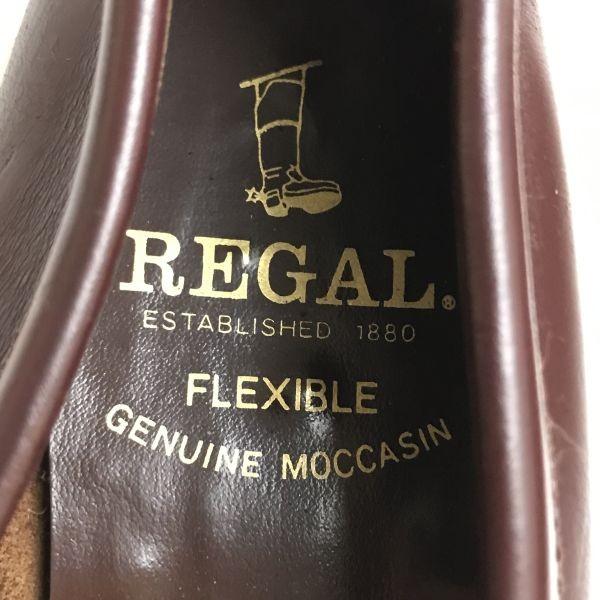 REGAL®
ESTABLISHED 1880
FLEXIBLE
GENUINE MOCCASIN